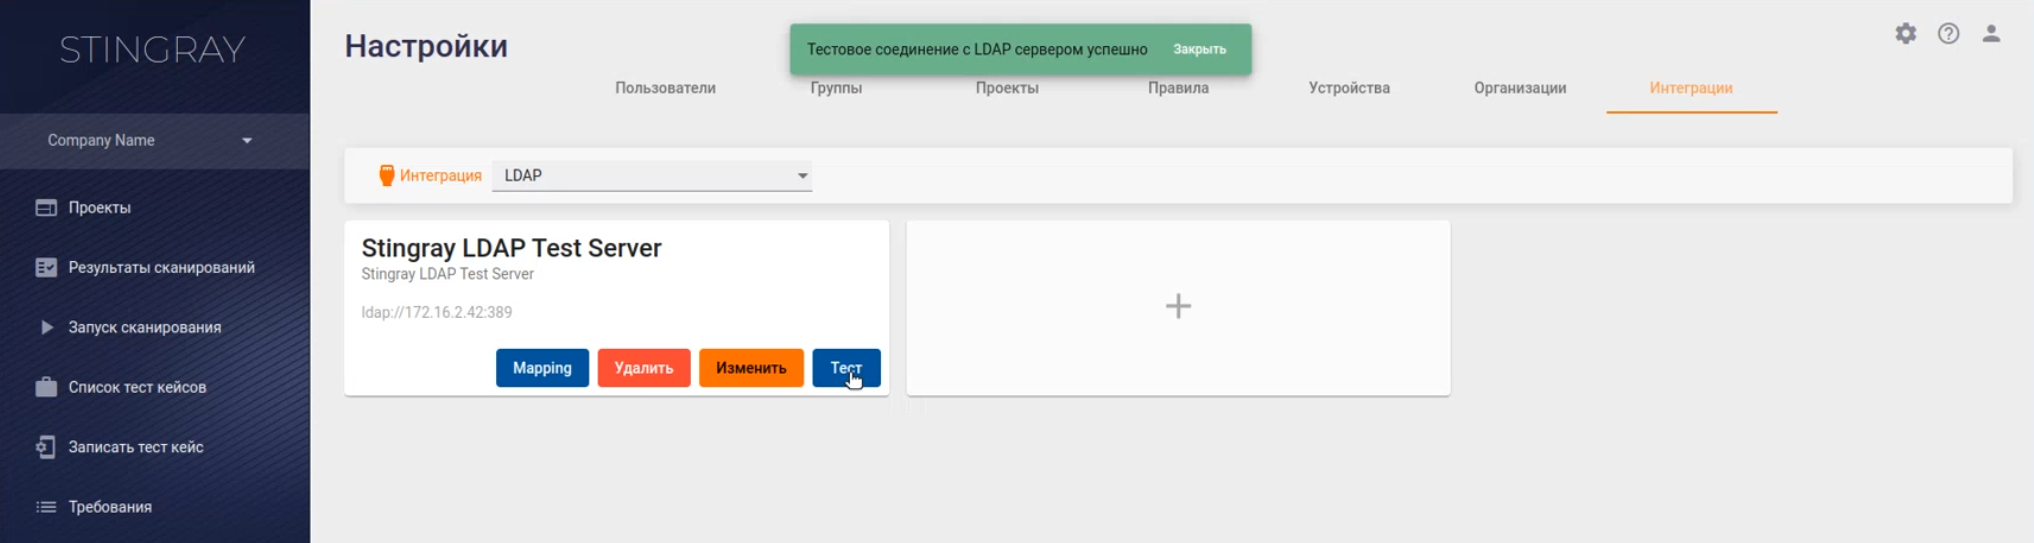 STINGRAY
Company Name
Проекты
Результаты сканирований
Запуск сканирования
Список тест кейсов
Записать тест кейс
Требования
Настройки
Тестовое соединение с LDAP сервером успешно Закрыть
Пользователи Группы Проекты Правила Устройства Организации Интеграции
Интеграция LDAP
Stingray LDAP Test Server
Stingray LDAP Test Server
ldap://172.16.2.42:389
Mapping Удалить Изменить Тест